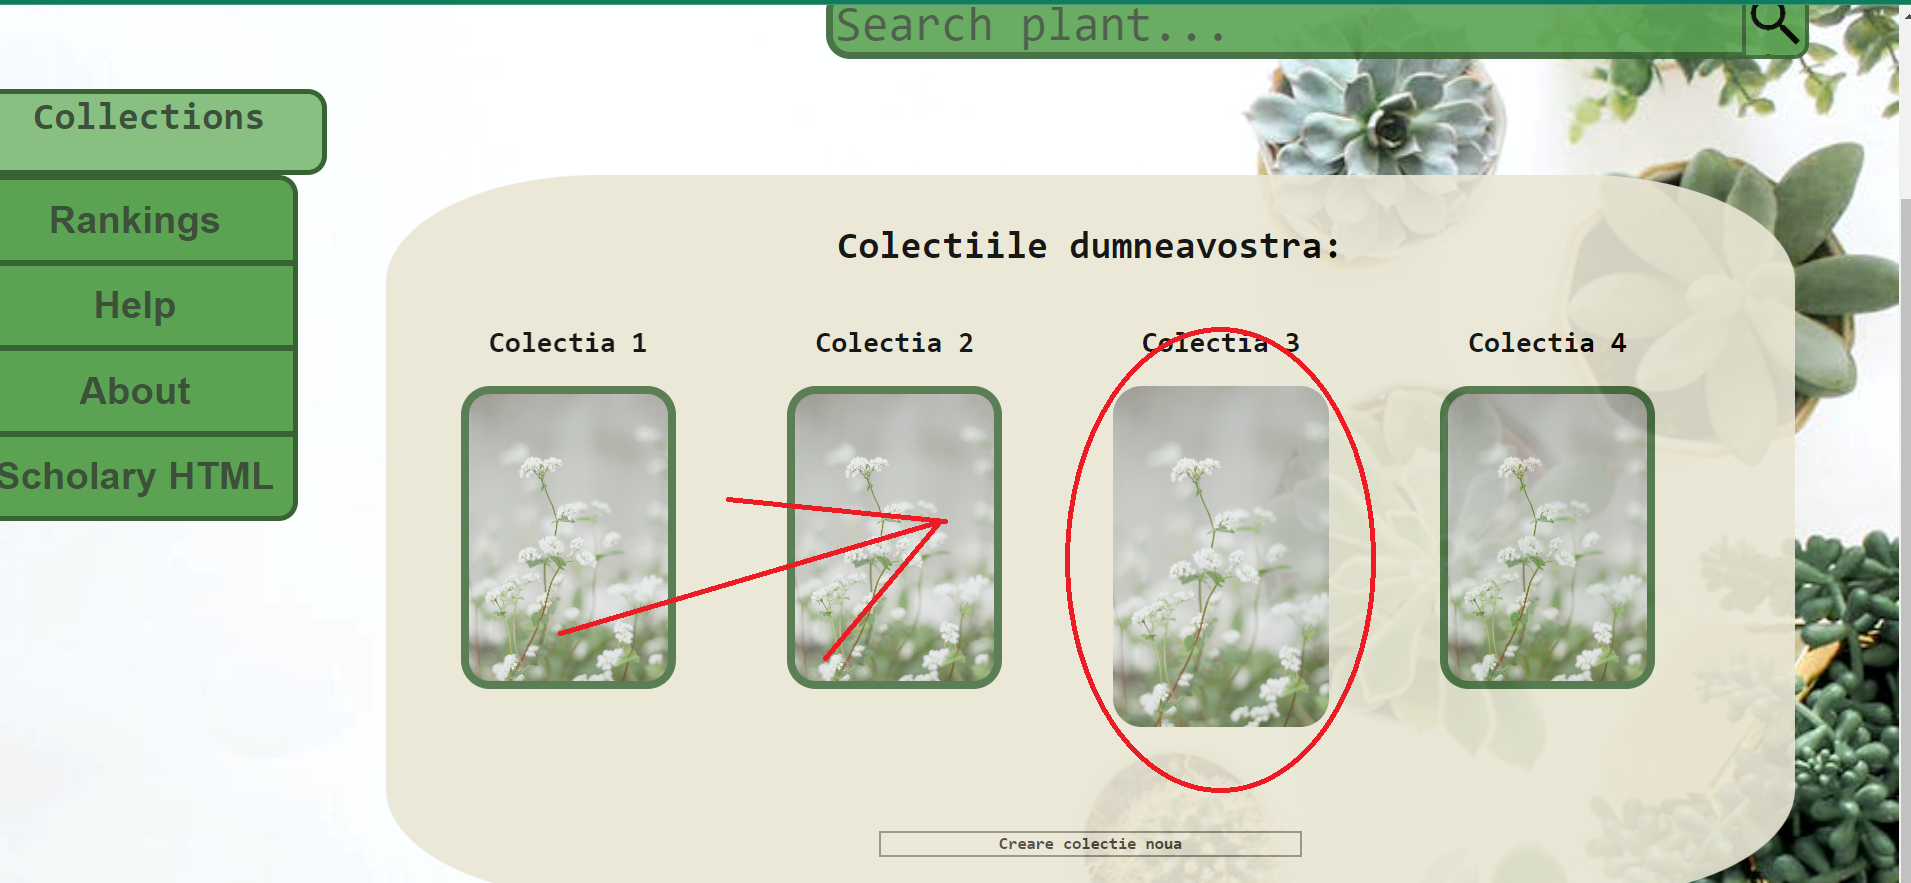 Search plant...
Collections
Rankings
Help
About
Scholary HTML
Colectiile dumneavostra:
Colectia 1 Colectia 2 Colectia 3 Colectia 4
Creare colectie noua